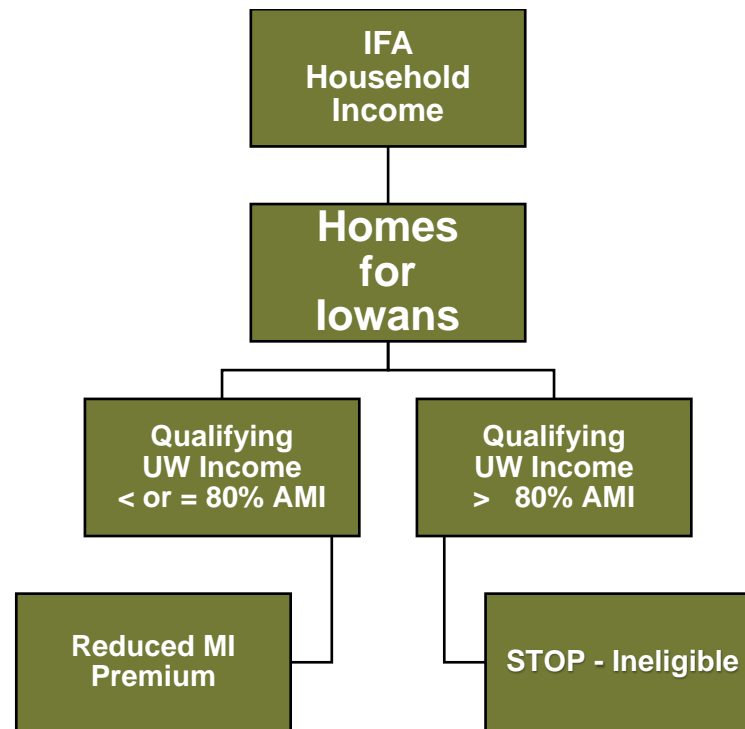 IFA
Household
Income
Homes
for
Iowans
Qualifying
UW Income
< or = 80% AMI
Qualifying
UW Income
> 80% AMI
Reduced MI
Premium
STOP - Ineligible